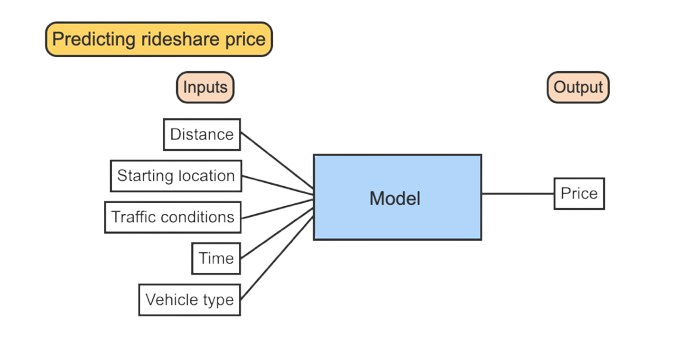 Predicting rideshare price
Inputs
Output
Distance
Starting location
Traffic conditions
Time
Vehicle type
Model
Price